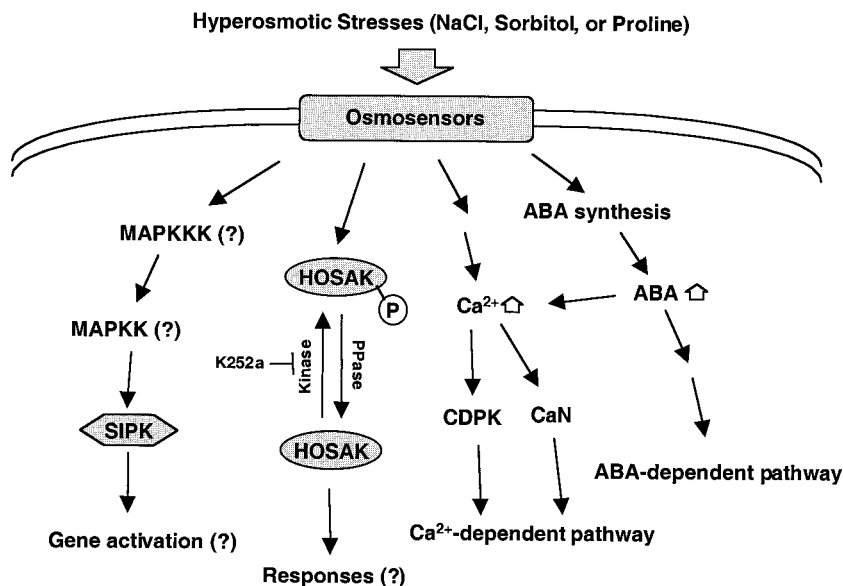 Hyperosmotic Stresses (NaCl, Sorbitol, or Proline)
Osmosensors
ABA synthesis
MAPKKK (?)
HOSAK
P
Ca²⁺
ABA
MAPKK (?)
K252a
Kinase
PPase
SIPK
HOSAK
CDPK
CaN
ABA-dependent pathway
Gene activation (?)
Ca²⁺-dependent pathway
Responses (?)